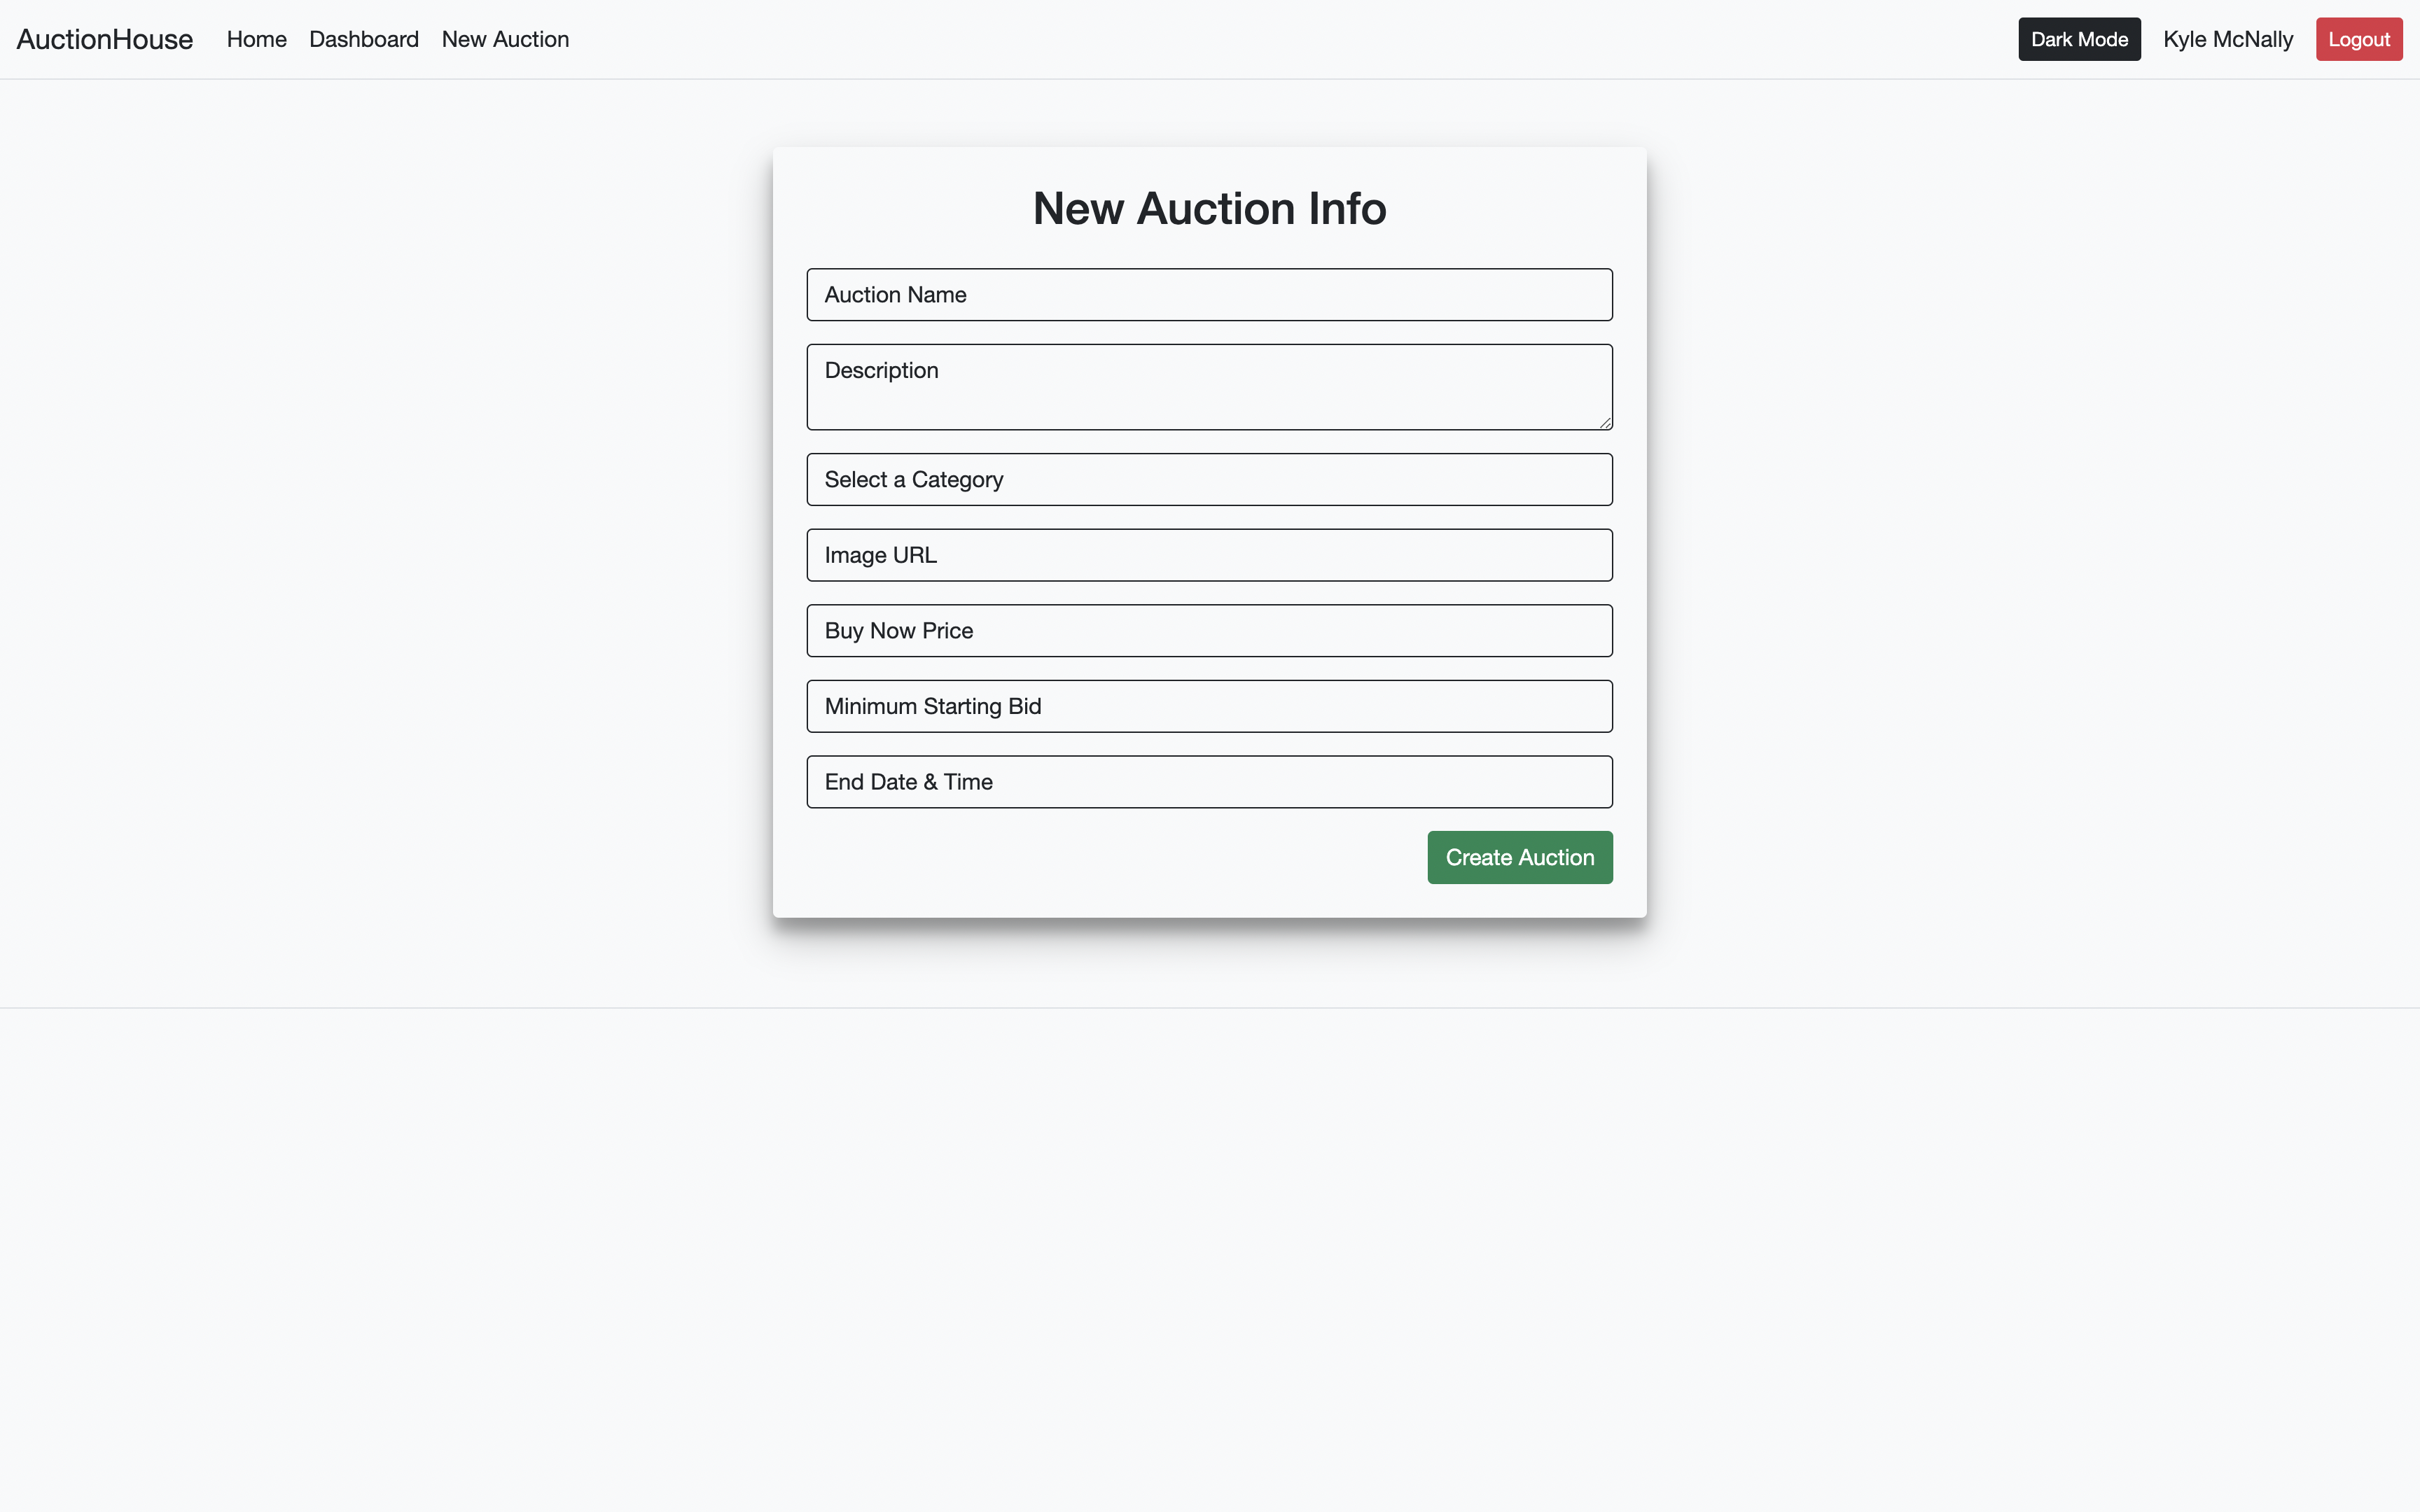 AuctionHouse Home Dashboard New Auction Dark Mode Kyle McNally Logout
New Auction Info
Auction Name
Description
Select a Category
Image URL
Buy Now Price
Minimum Starting Bid
End Date & Time
Create Auction